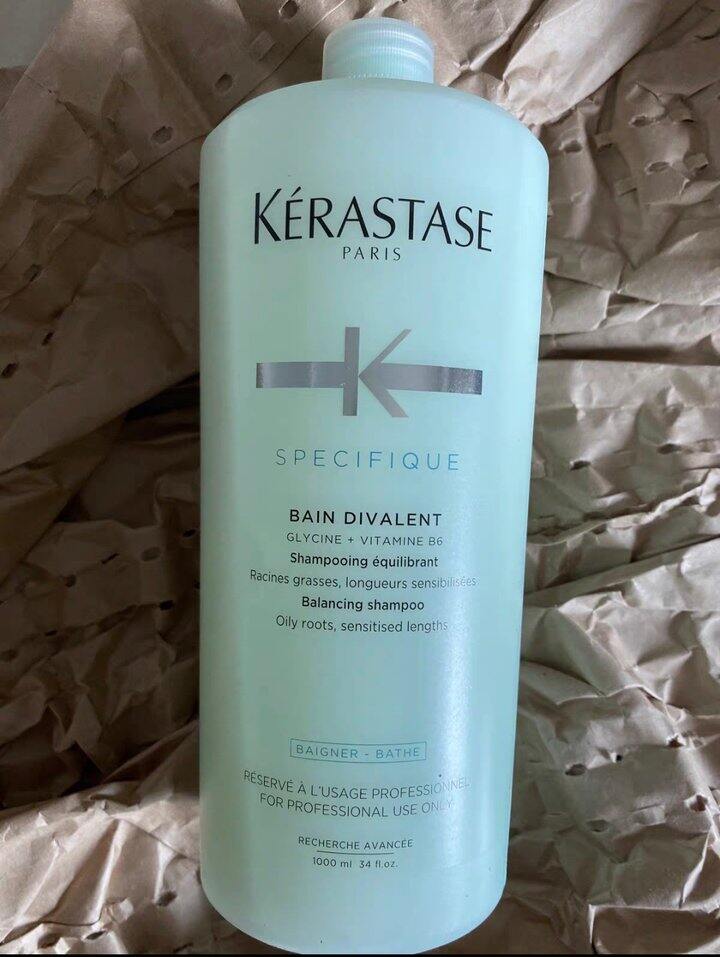 KÉRASTASE
PARIS
K
SPECIFIQUE
BAIN DIVALENT
GLYCINE + VITAMINE B6
Shampooing équilibrant
Racines grasses, longueurs sensibilisées
Balancing shampoo
Oily roots, sensitised lengths
BAIGNER - BATHE
RÉSERVÉ À L'USAGE PROFESSIONNEL
FOR PROFESSIONAL USE ONLY
RECHERCHE AVANCÉE
1000 ml 34 fl.oz.